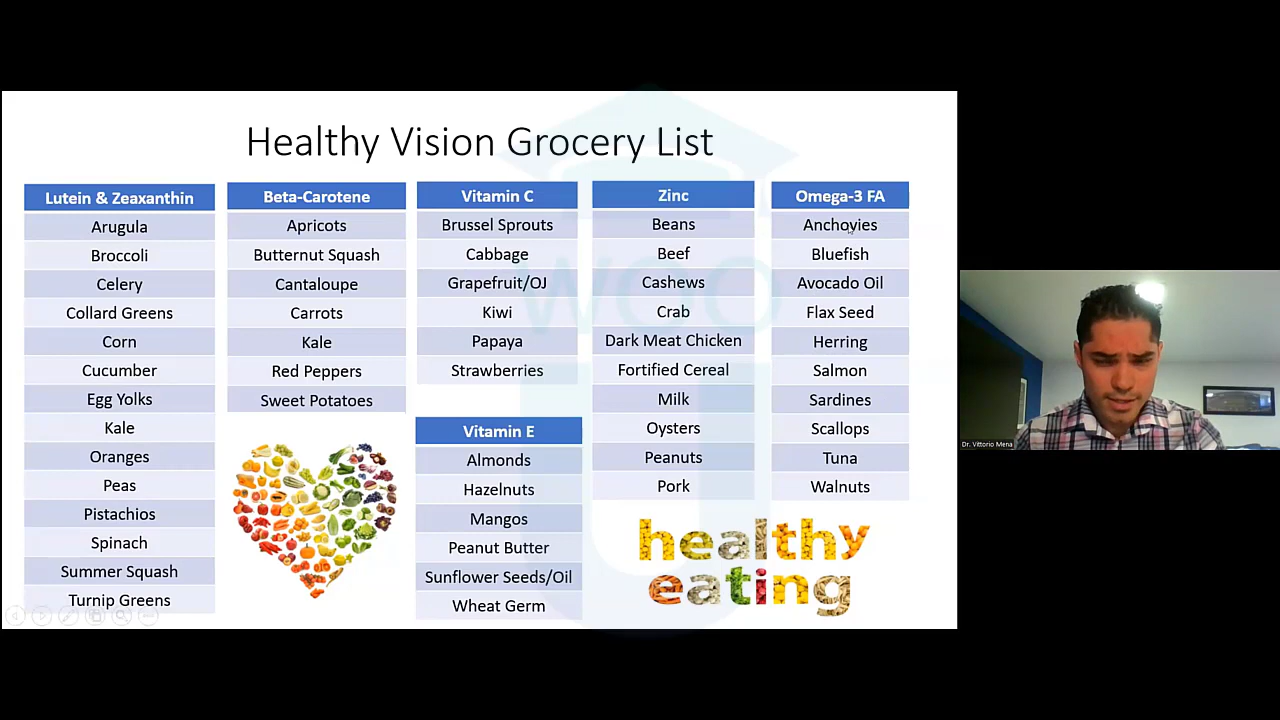 Healthy Vision Grocery List
Lutein & Zeaxanthin
Arugula
Broccoli
Celery
Collard Greens
Corn
Cucumber
Egg Yolks
Kale
Oranges
Peas
Pistachios
Spinach
Summer Squash
Turnip Greens
Beta-Carotene
Apricots
Butternut Squash
Cantaloupe
Carrots
Kale
Red Peppers
Sweet Potatoes
Vitamin C
Brussel Sprouts
Cabbage
Grapefruit/OJ
Kiwi
Papaya
Strawberries
Vitamin E
Almonds
Hazelnuts
Mangos
Peanut Butter
Sunflower Seeds/Oil
Wheat Germ
Zinc
Beans
Beef
Cashews
Crab
Dark Meat Chicken
Fortified Cereal
Milk
Oysters
Peanuts
Pork
Omega-3 FA
Anchovies
Bluefish
Avocado Oil
Flax Seed
Herring
Salmon
Sardines
Scallops
Tuna
Walnuts
healthy
eating
WOO
U
Dr. Vittorio Mena